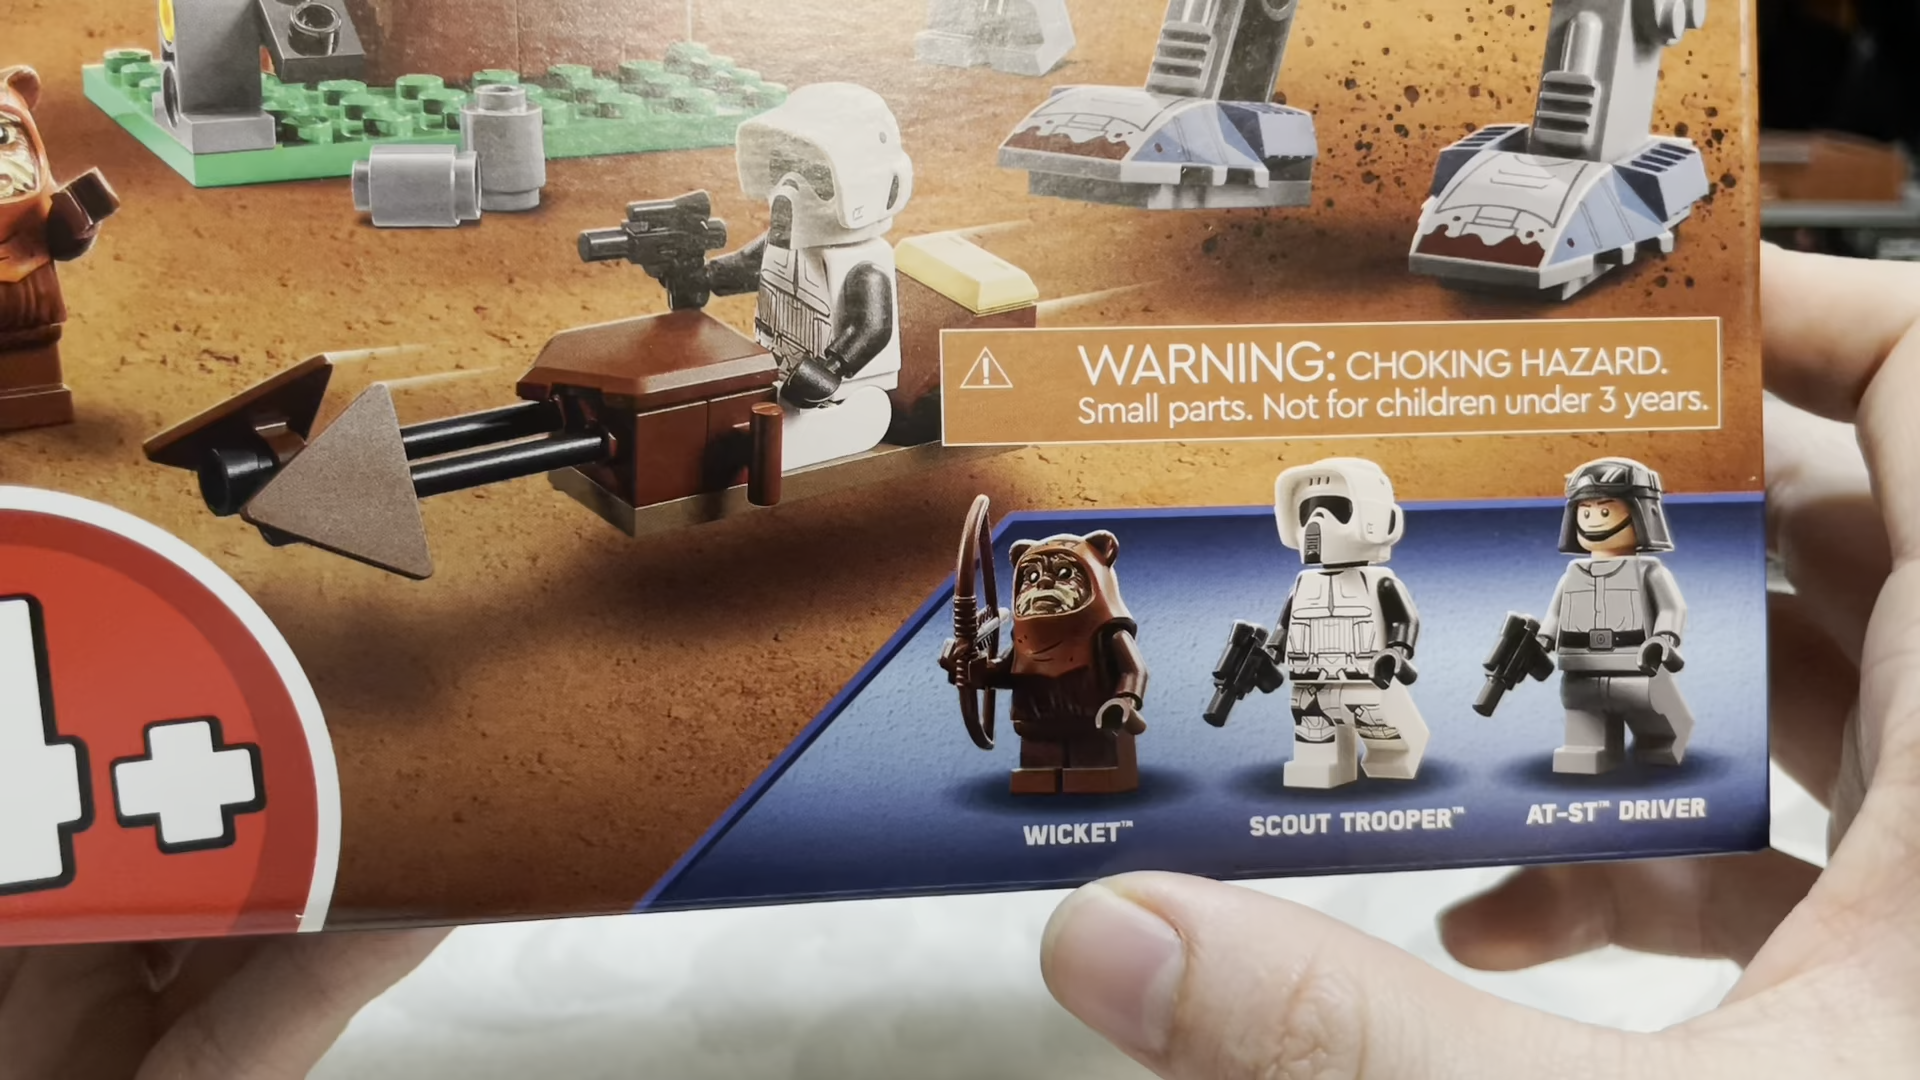 WARNING: CHOKING HAZARD.
Small parts. Not for children under 3 years.
4+
WICKET™
SCOUT TROOPER™
AT-ST™ DRIVER